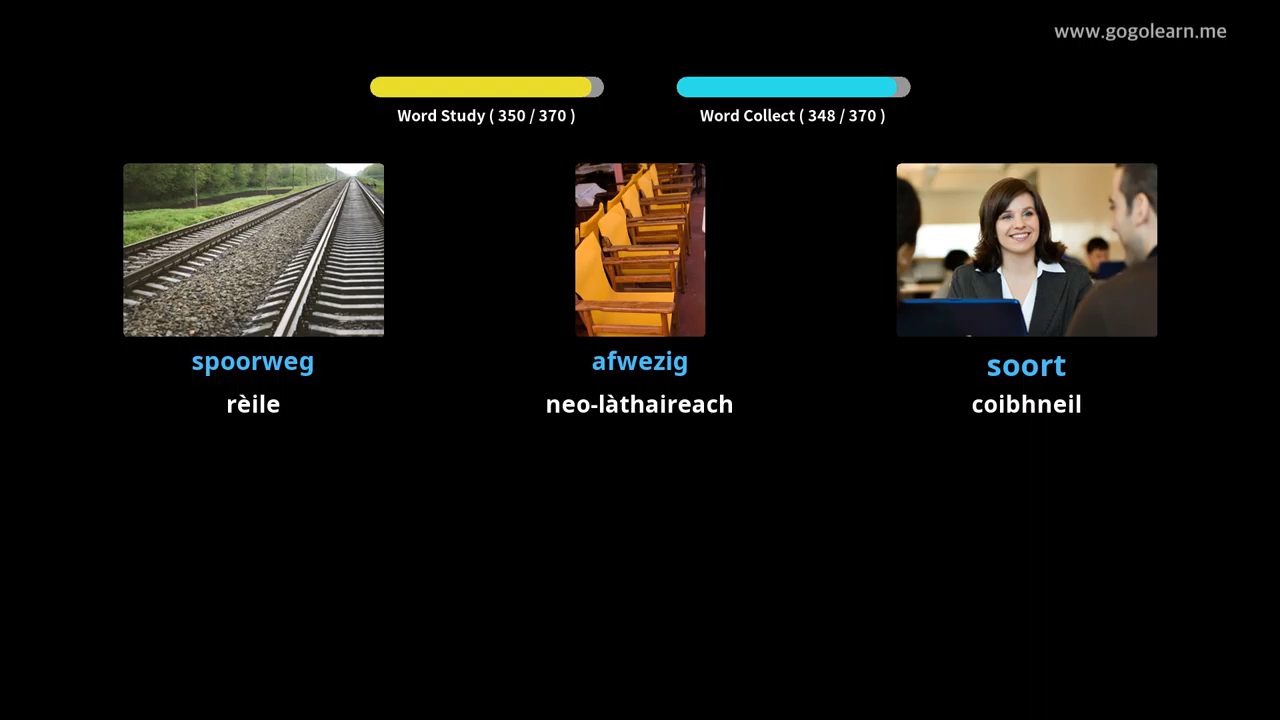 www.gogolearn.me
Word Study ( 350 / 370 )
Word Collect ( 348 / 370 )
spoorweg
afwezig
soort
rèile
neo-làthaireach
coibhneil